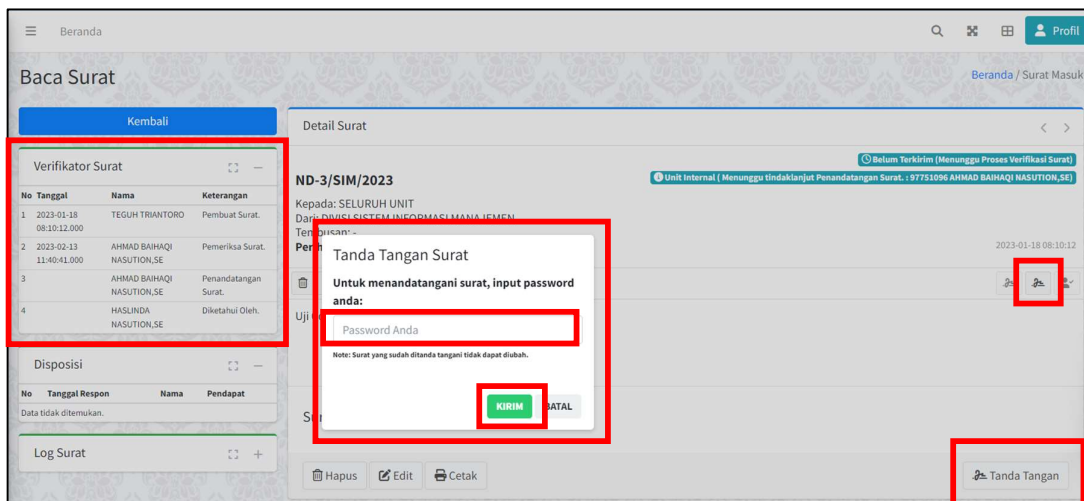 Beranda
Profil
Baca Surat
Beranda / Surat Masuk
Kembali
Verifikator Surat
No Tanggal Nama Keterangan
1 2023-01-18 08:10:12.000 TEGUH TRIANTORO Pembuat Surat.
2 2023-02-13 11:40:41.000 AHMAD BAIHAQI NASUTION,SE Pemeriksa Surat.
3 AHMAD BAIHAQI NASUTION,SE Penandatangan Surat.
4 HASLINDA NASUTION,SE Diketahui Oleh.
Disposisi
No Tanggal Respon Nama Pendapat
Data tidak ditemukan.
Log Surat
Detail Surat
Belum Terkirim (Menunggu Proses Verifikasi Surat)
ND-3/SIM/2023
Unit Internal ( Menunggu tindaklanjut Penandatangan Surat. : 97751096 AHMAD BAIHAQI NASUTION,SE)
Kepada: SELURUH UNIT
Dari: DIVISI SISTEM INFORMASI MANAJEMEN
Tembusan: -
2023-01-18 08:10:12
Tanda Tangan Surat
Untuk menandatangani surat, input password
anda:
Password Anda
Note: Surat yang sudah ditanda tangani tidak dapat diubah.
KIRIM
BATAL
Hapus
Edit
Cetak
Tanda Tangan